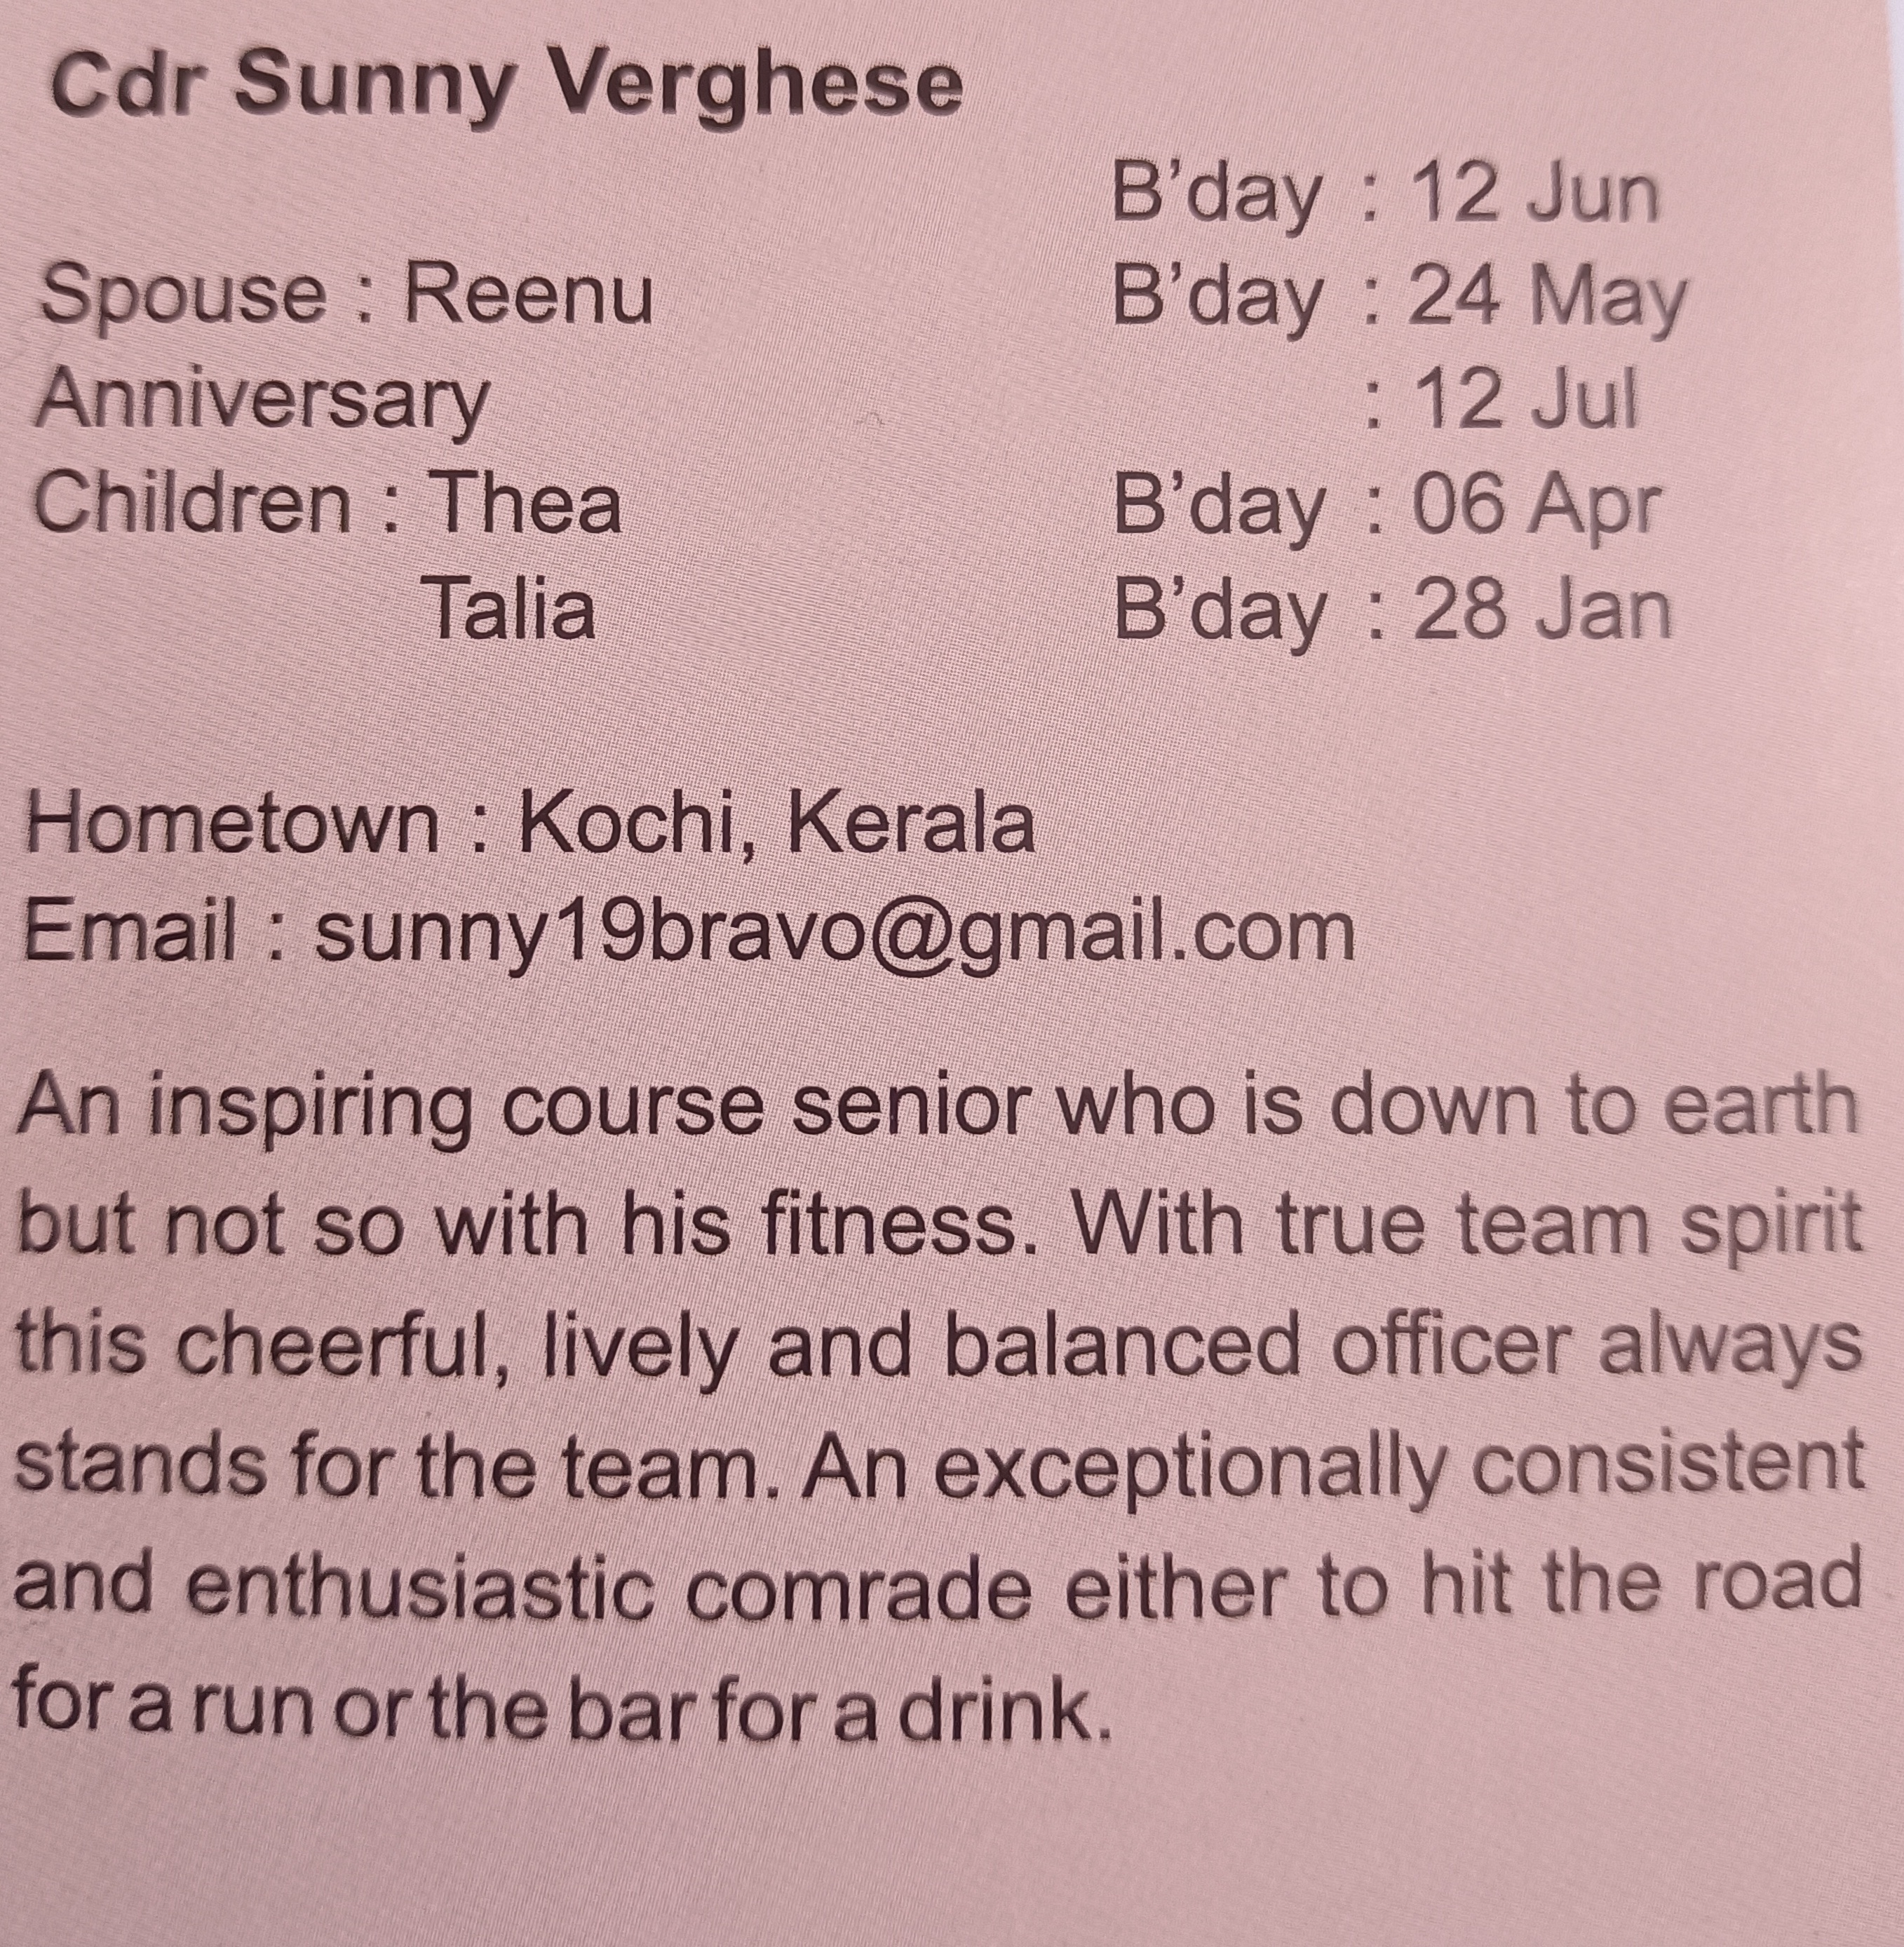 Cdr Sunny Verghese
B’day : 12 Jun
Spouse : Reenu B’day : 24 May
Anniversary : 12 Jul
Children : Thea B’day : 06 Apr
Talia B’day : 28 Jan
Hometown : Kochi, Kerala
Email : sunny19bravo@gmail.com
An inspiring course senior who is down to earth
but not so with his fitness. With true team spirit
this cheerful, lively and balanced officer always
stands for the team. An exceptionally consistent
and enthusiastic comrade either to hit the road
for a run or the bar for a drink.